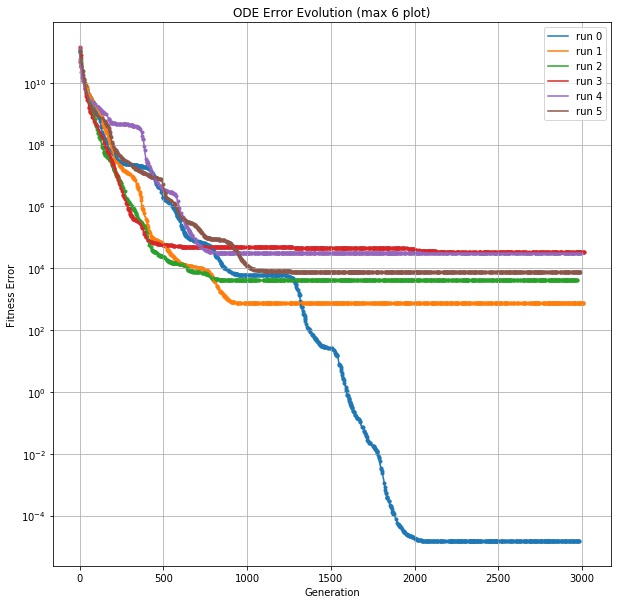 ODE Error Evolution (max 6 plot)
run 0
run 1
run 2
run 3
run 4
run 5
10^10
10^8
10^6
10^4
10^2
10^0
10^−2
10^−4
Fitness Error
0 500 1000 1500 2000 2500 3000
Generation